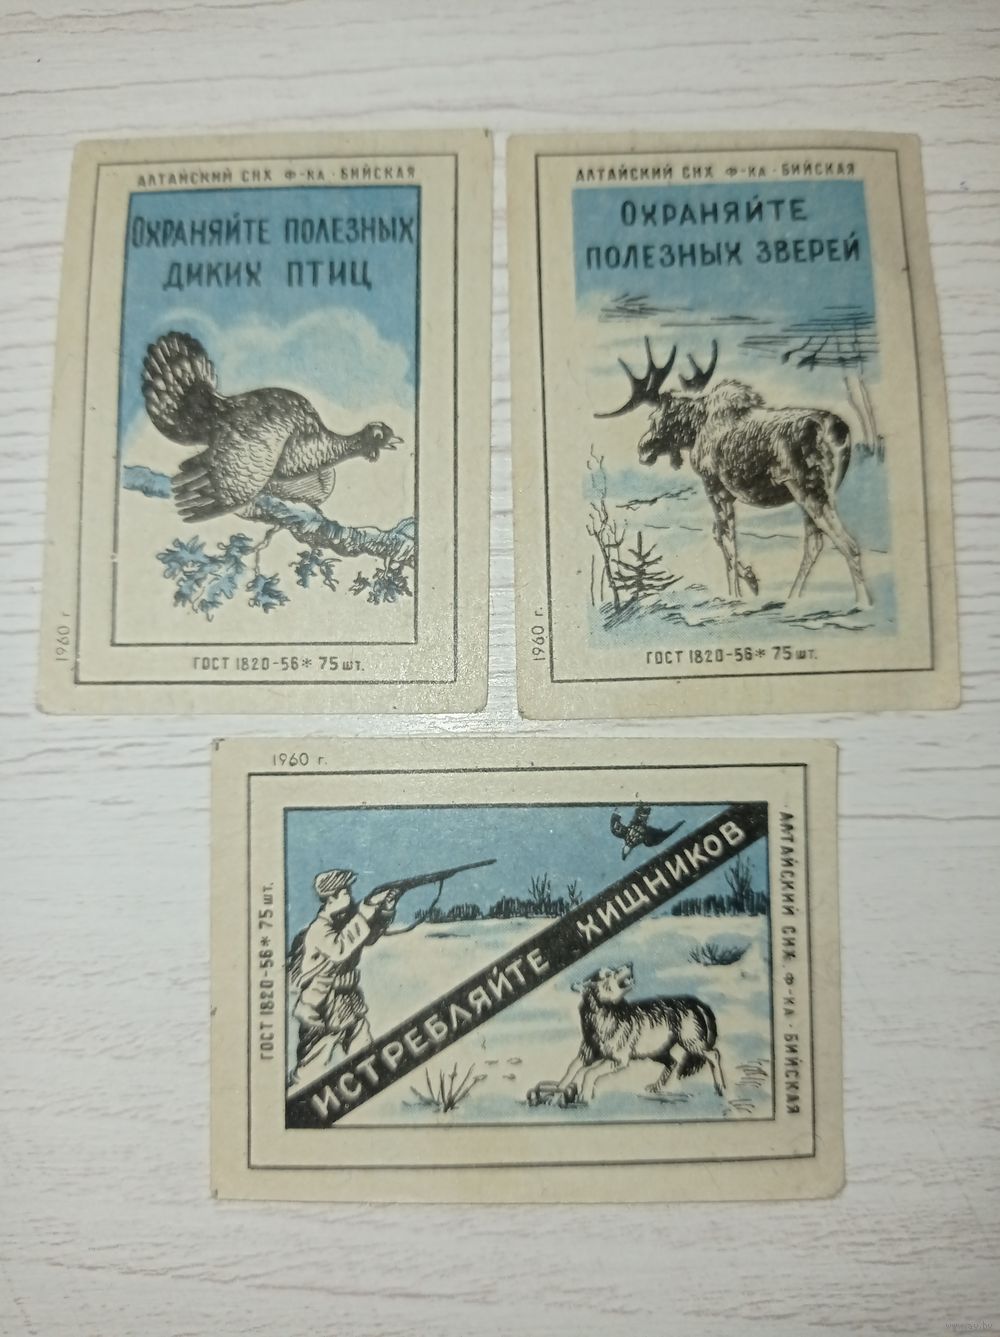 АЛТАЙСКИЙ СНХ Ф-КА · БИЙСКАЯ
ОХРАНЯЙТЕ ПОЛЕЗНЫХ
ДИКИХ ПТИЦ
1960 г
ГОСТ 1820-56* 75 шт.
АЛТАЙСКИЙ СНХ Ф-КА · БИЙСКАЯ
ОХРАНЯЙТЕ
ПОЛЕЗНЫХ ЗВЕРЕЙ
1960 г.
ГОСТ 1820-56* 75 шт.
1960 г.
ГОСТ 1820-56* 75 шт.
ИСТРЕБЛЯЙТЕ ХИЩНИКОВ
АЛТАЙСКИЙ СНХ. Ф-КА · БИЙСКАЯ